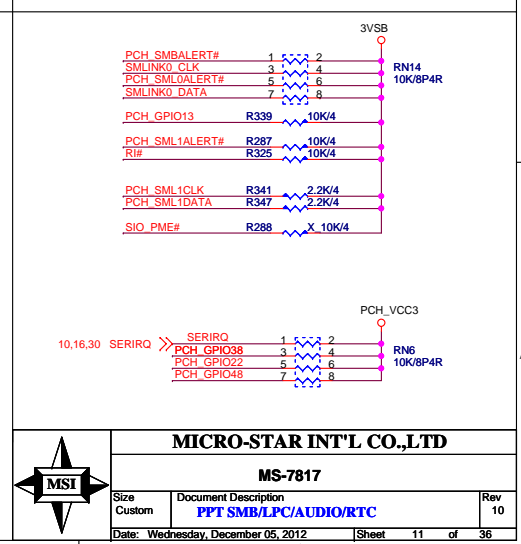 3VSB
PCH_SMBALERT# 1 2
SMLINK0_CLK 3 4 RN14
PCH_SML0ALERT# 5 6 10K/8P4R
SMLINK0_DATA 7 8
PCH_GPIO13 R339 10K/4
PCH_SML1ALERT# R287 10K/4
RI# R325 10K/4
PCH_SML1CLK R341 2.2K/4
PCH_SML1DATA R347 2.2K/4
SIO_PME# R288 X_10K/4
PCH_VCC3
10,16,30 SERIRQ SERIRQ 1 2
PCH_GPIO38 3 4 RN6
PCH_GPIO22 5 6 10K/8P4R
PCH_GPIO48 7 8
MICRO-STAR INT'L CO.,LTD
MSI
MS-7817
Size Document Description Rev
Custom PPT SMB/LPC/AUDIO/RTC 10
Date: Wednesday, December 05, 2012 Sheet 11 of 36